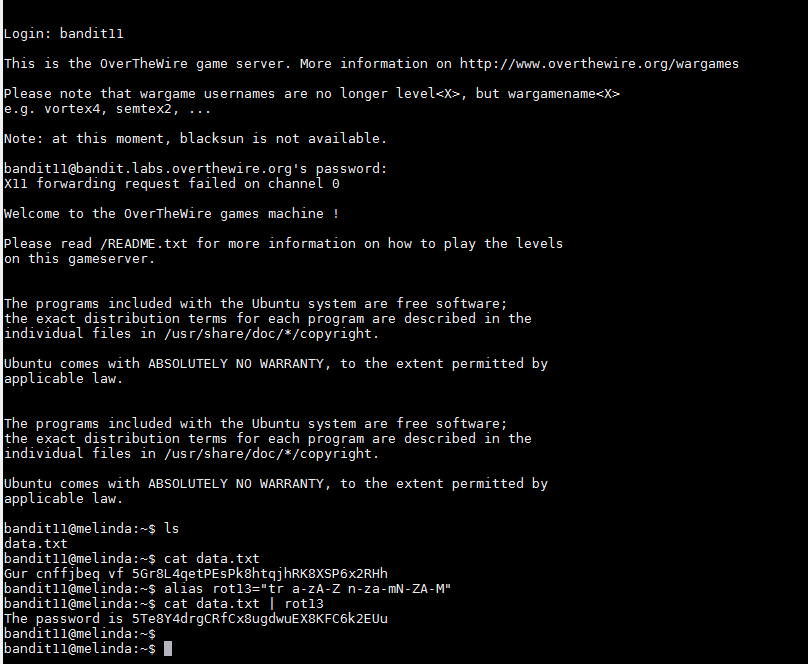 Login: bandit11
This is the OverTheWire game server. More information on http://www.overthewire.org/wargames
Please note that wargame usernames are no longer level<X>, but wargamename<X>
e.g. vortex4, semtex2, ...
Note: at this moment, blacksun is not available.
bandit11@bandit.labs.overthewire.org's password:
X11 forwarding request failed on channel 0
Welcome to the OverTheWire games machine !
Please read /README.txt for more information on how to play the levels
on this gameserver.
The programs included with the Ubuntu system are free software;
the exact distribution terms for each program are described in the
individual files in /usr/share/doc/*/copyright.
Ubuntu comes with ABSOLUTELY NO WARRANTY, to the extent permitted by
applicable law.
The programs included with the Ubuntu system are free software;
the exact distribution terms for each program are described in the
individual files in /usr/share/doc/*/copyright.
Ubuntu comes with ABSOLUTELY NO WARRANTY, to the extent permitted by
applicable law.
bandit11@melinda:~$ ls
data.txt
bandit11@melinda:~$ cat data.txt
Gur cnffjbeq vf 5Gr8L4qetPEsPk8htqjhRK8XSP6x2RHh
bandit11@melinda:~$ alias rot13="tr a-zA-Z n-za-mN-ZA-M"
bandit11@melinda:~$ cat data.txt | rot13
The password is 5Te8Y4drgCRfCx8ugdwuEX8KFC6k2EUu
bandit11@melinda:~$
bandit11@melinda:~$